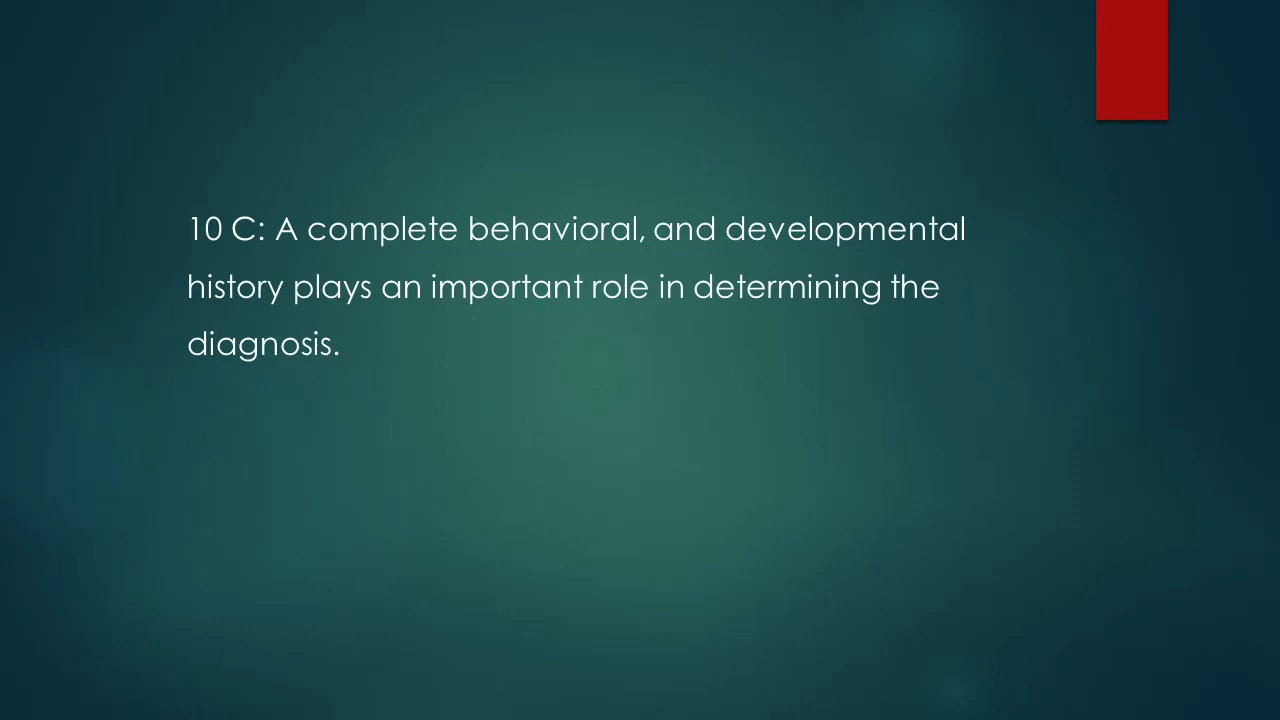 10 C: A complete behavioral, and developmental
history plays an important role in determining the
diagnosis.